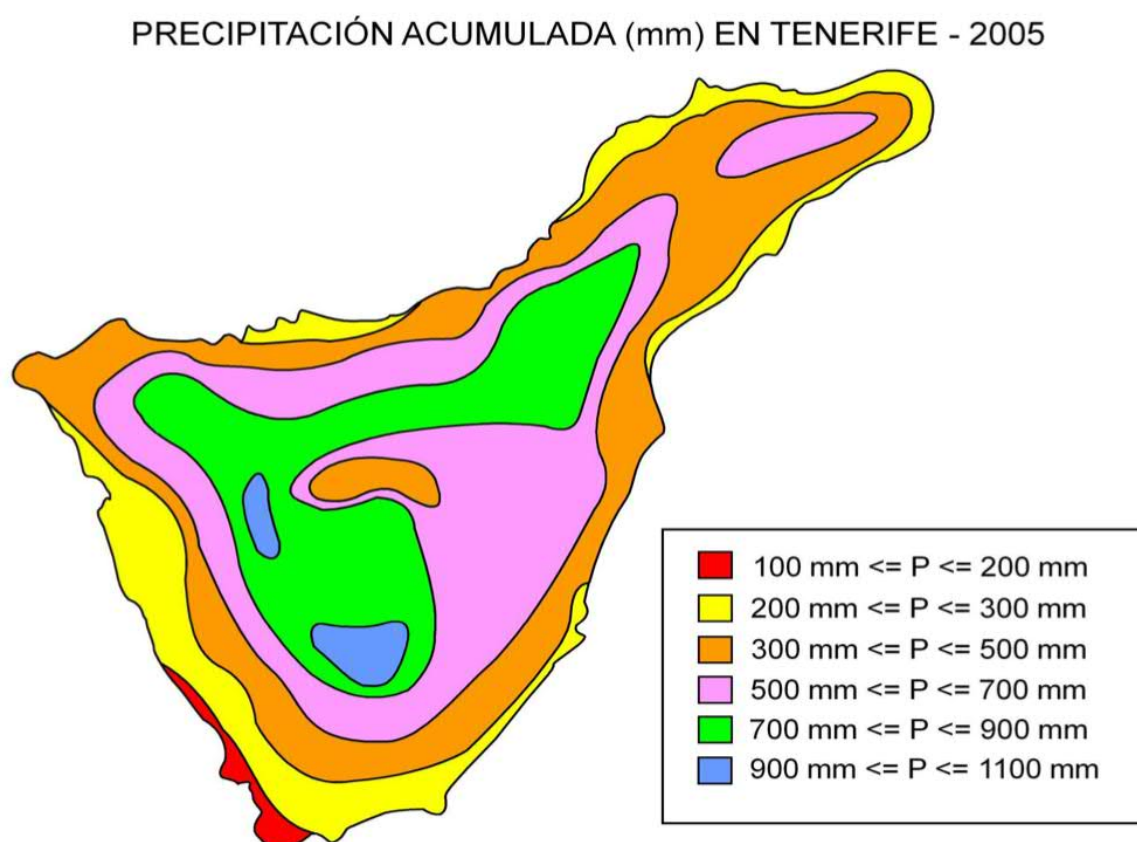 PRECIPITACIÓN ACUMULADA (mm) EN TENERIFE - 2005
100 mm <= P <= 200 mm
200 mm <= P <= 300 mm
300 mm <= P <= 500 mm
500 mm <= P <= 700 mm
700 mm <= P <= 900 mm
900 mm <= P <= 1100 mm